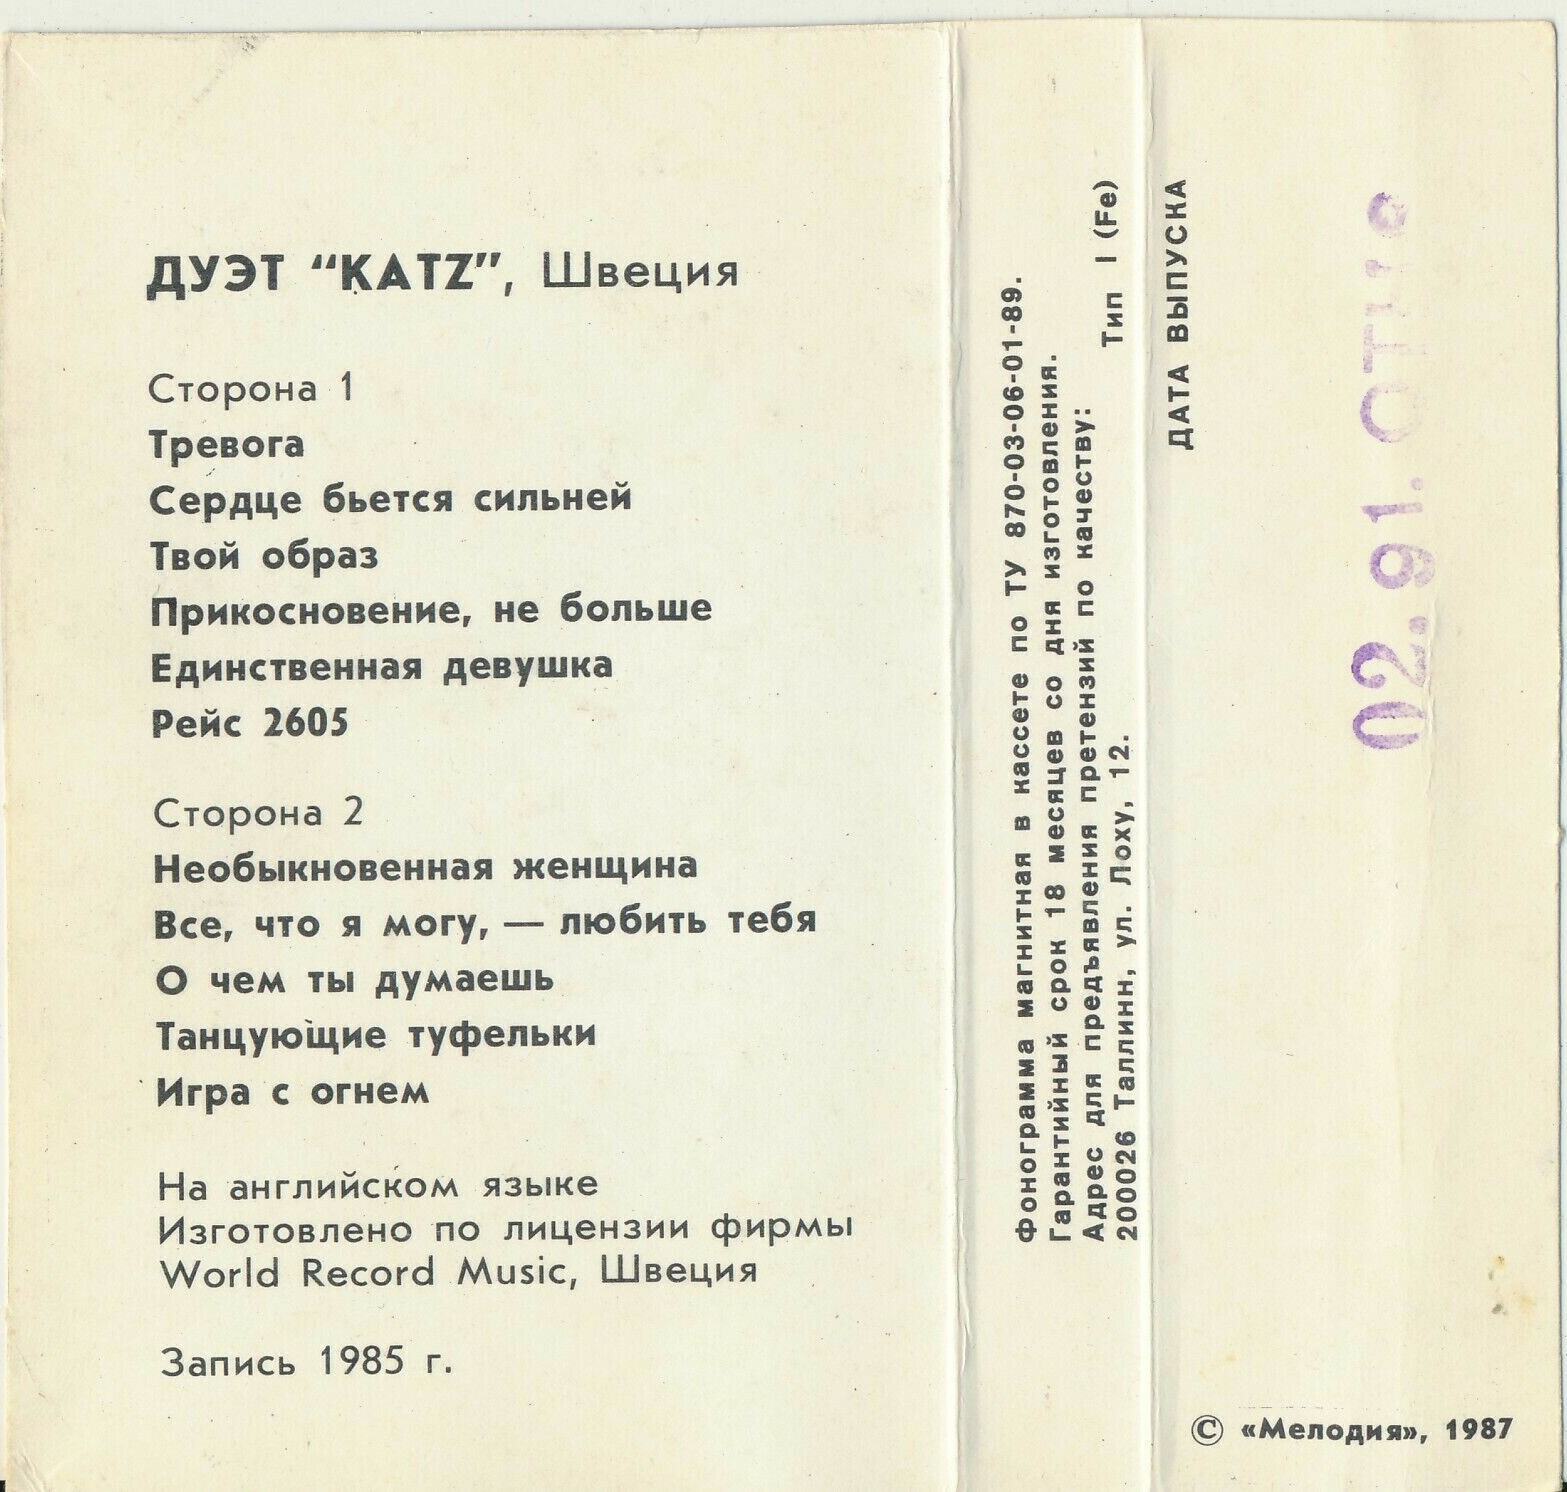 ДУЭТ “KATZ”, Швеция
Сторона 1
Тревога
Сердце бьется сильней
Твой образ
Прикосновение, не больше
Единственная девушка
Рейс 2605
Сторона 2
Необыкновенная женщина
Все, что я могу, — любить тебя
О чем ты думаешь
Танцующие туфельки
Игра с огнем
На английском языке
Изготовлено по лицензии фирмы
World Record Music, Швеция
Запись 1985 г.
Фонограмма магнитная в кассете по ТУ 870-03-06-01-89.
Гарантийный срок 18 месяцев со дня изготовления.
Адрес для предъявления претензий по качеству:
200026 Таллинн, ул. Лоху, 12.
Тип I (Fe)
ДАТА ВЫПУСКА
02.91.
© «Мелодия», 1987